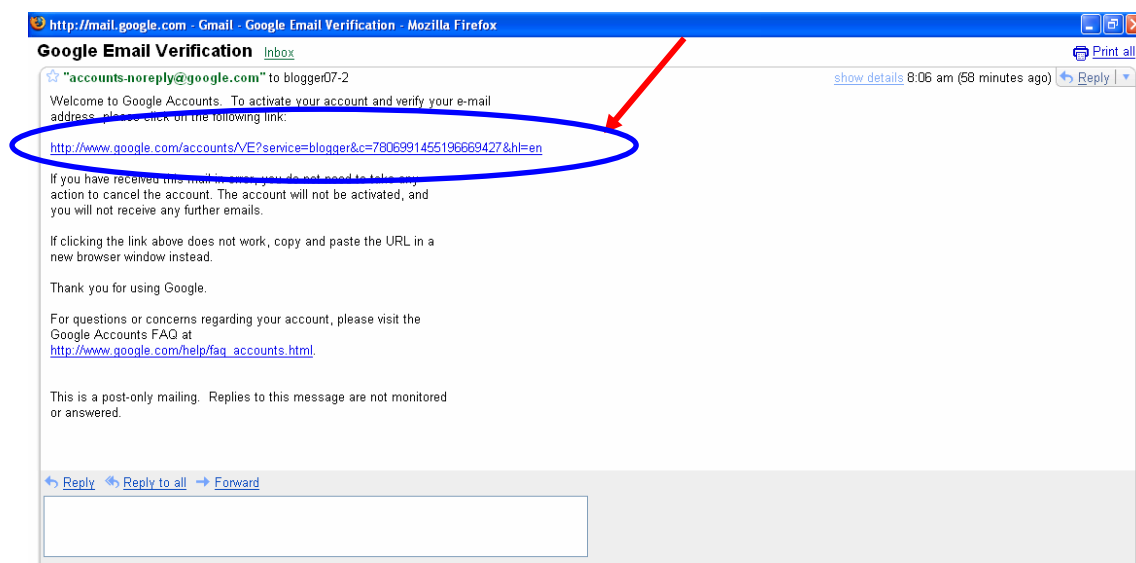 http://mail.google.com - Gmail - Google Email Verification - Mozilla Firefox
Google Email Verification Inbox
Print all
"accounts-noreply@google.com" to blogger07-2
show details 8:06 am (58 minutes ago) Reply
Welcome to Google Accounts. To activate your account and verify your e-mail
address, please click on the following link:
http://www.google.com/accounts/VE?service=blogger&c=7806991455196669427&hl=en
If you have received this mail in error, you do not need to take any
action to cancel the account. The account will not be activated, and
you will not receive any further emails.
If clicking the link above does not work, copy and paste the URL in a
new browser window instead.
Thank you for using Google.
For questions or concerns regarding your account, please visit the
Google Accounts FAQ at
http://www.google.com/help/faq_accounts.html.
This is a post-only mailing. Replies to this message are not monitored
or answered.
Reply Reply to all Forward